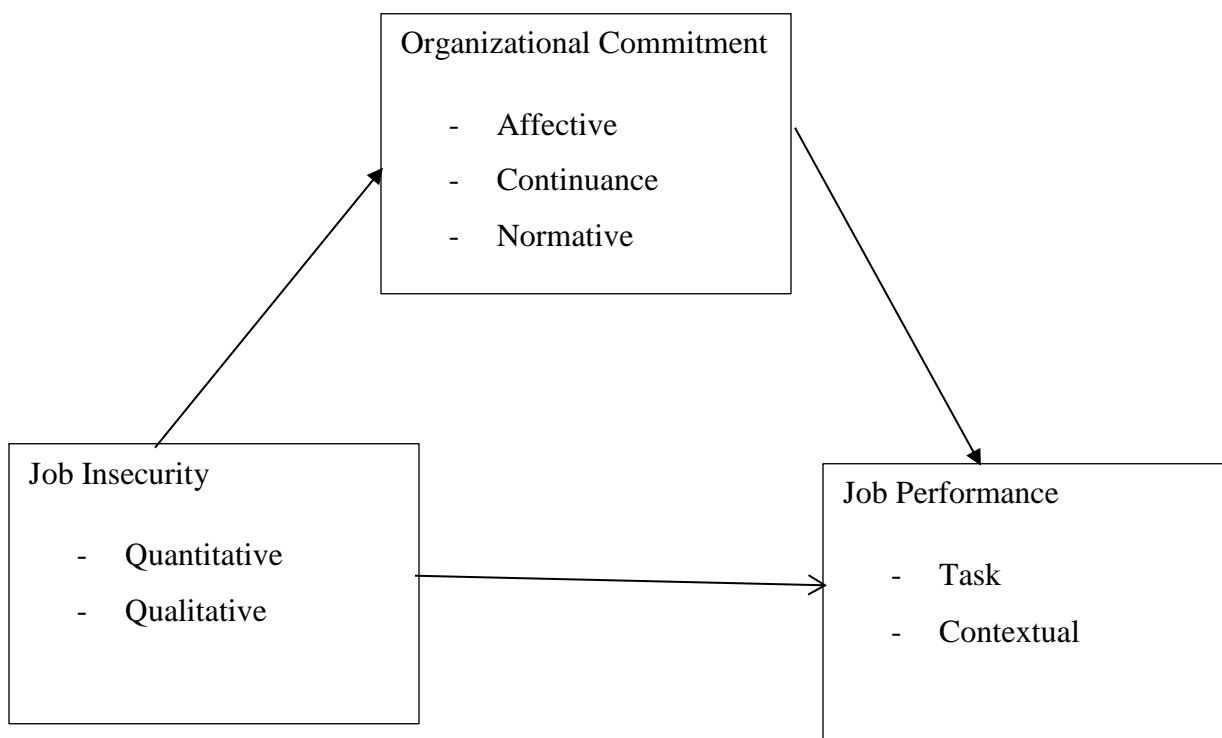 Organizational Commitment
- Affective
- Continuance
- Normative
Job Insecurity
- Quantitative
- Qualitative
Job Performance
- Task
- Contextual